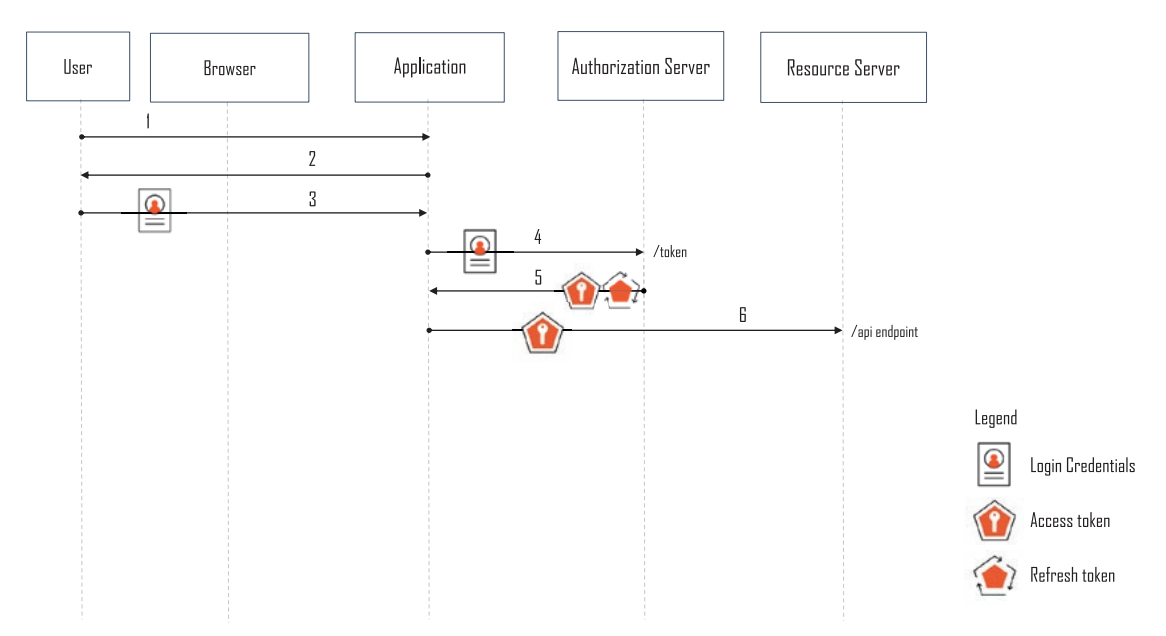 User
Browser
Application
Authorization Server
Resource Server
1
2
3
4
/token
5
6
/api endpoint
Legend
Login Credentials
Access token
Refresh token